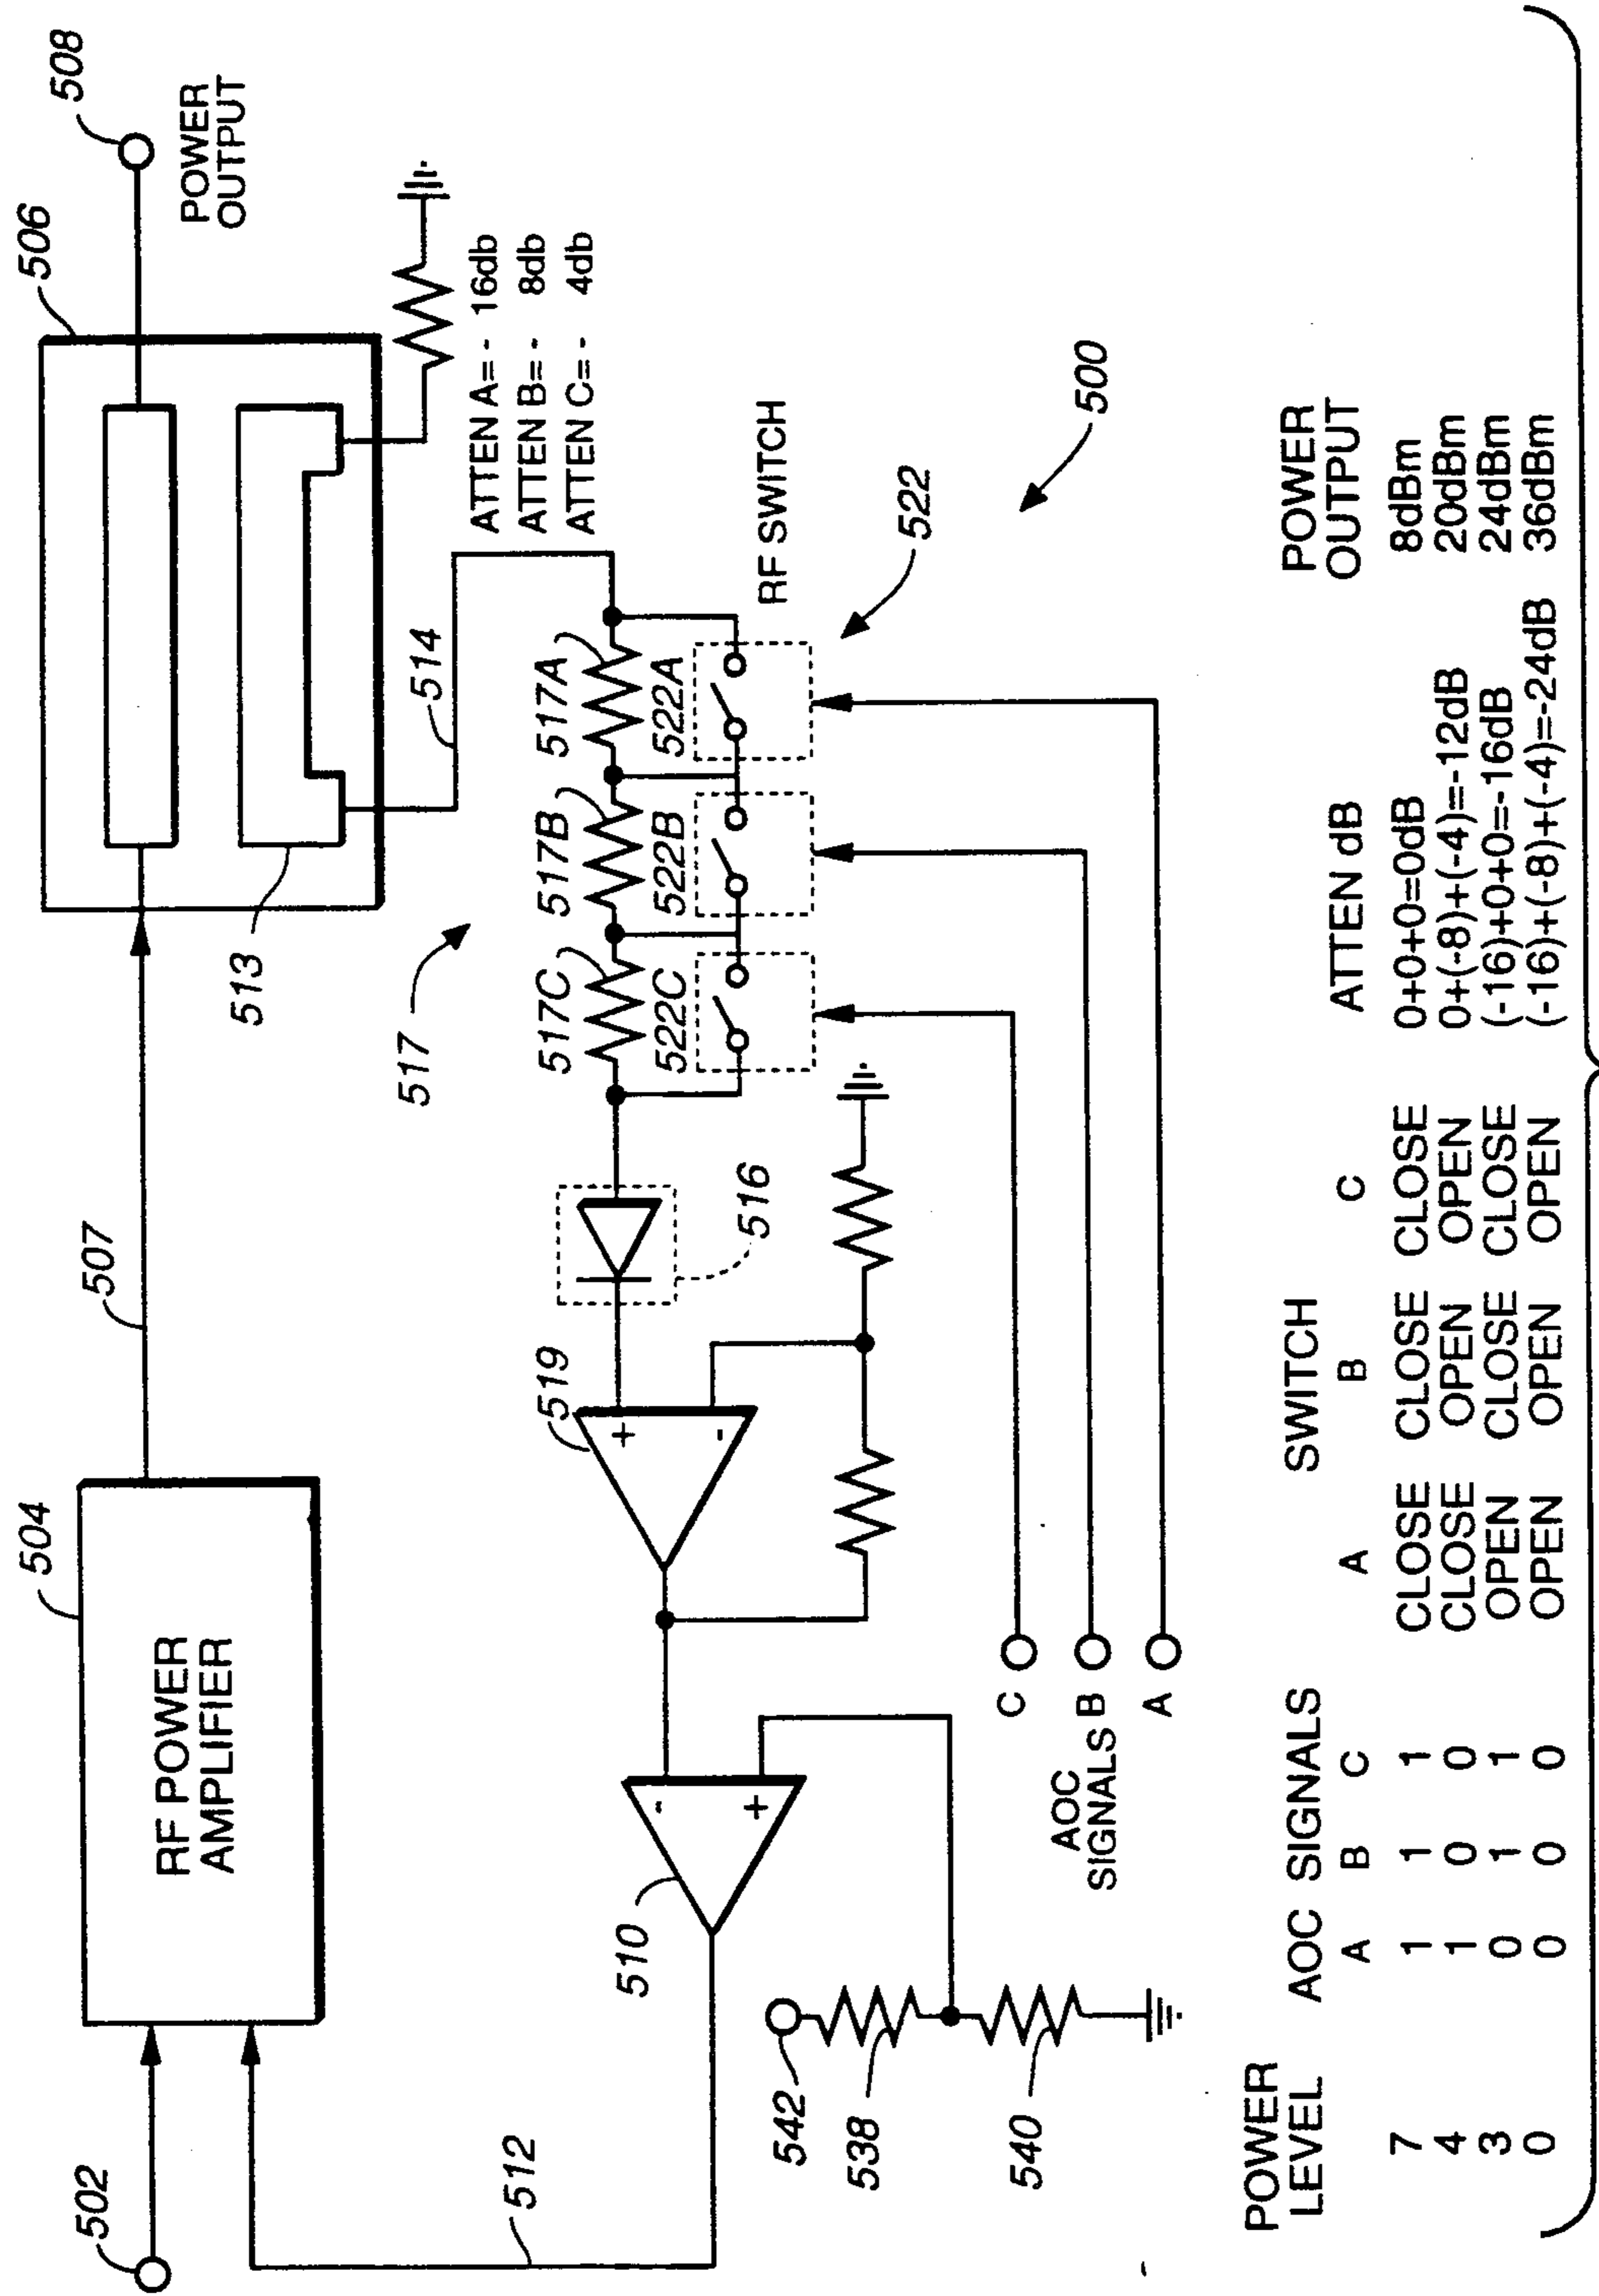 502
504
RF POWER
AMPLIFIER
507
506
508
POWER
OUTPUT
513
514
512
ATTEN A= - 16db
ATTEN B= - 8db
ATTEN C= - 4db
517
517C
517B
517A
522C
522B
522A
RF SWITCH
522
500
516
519
+
-
510
-
+
542
538
540
C
AOC
SIGNALS B
A
POWER LEVEL AOC SIGNALS SWITCH ATTEN dB POWER OUTPUT
A B C A B C
7 1 1 1 CLOSE CLOSE CLOSE 0+0+0=0dB 8dBm
4 1 0 0 CLOSE OPEN OPEN 0+(-8)+(-4)=-12dB 20dBm
3 0 1 1 OPEN CLOSE CLOSE (-16)+0+0=-16dB 24dBm
0 0 0 0 OPEN OPEN OPEN (-16)+(-8)+(-4)=-24dB 36dBm